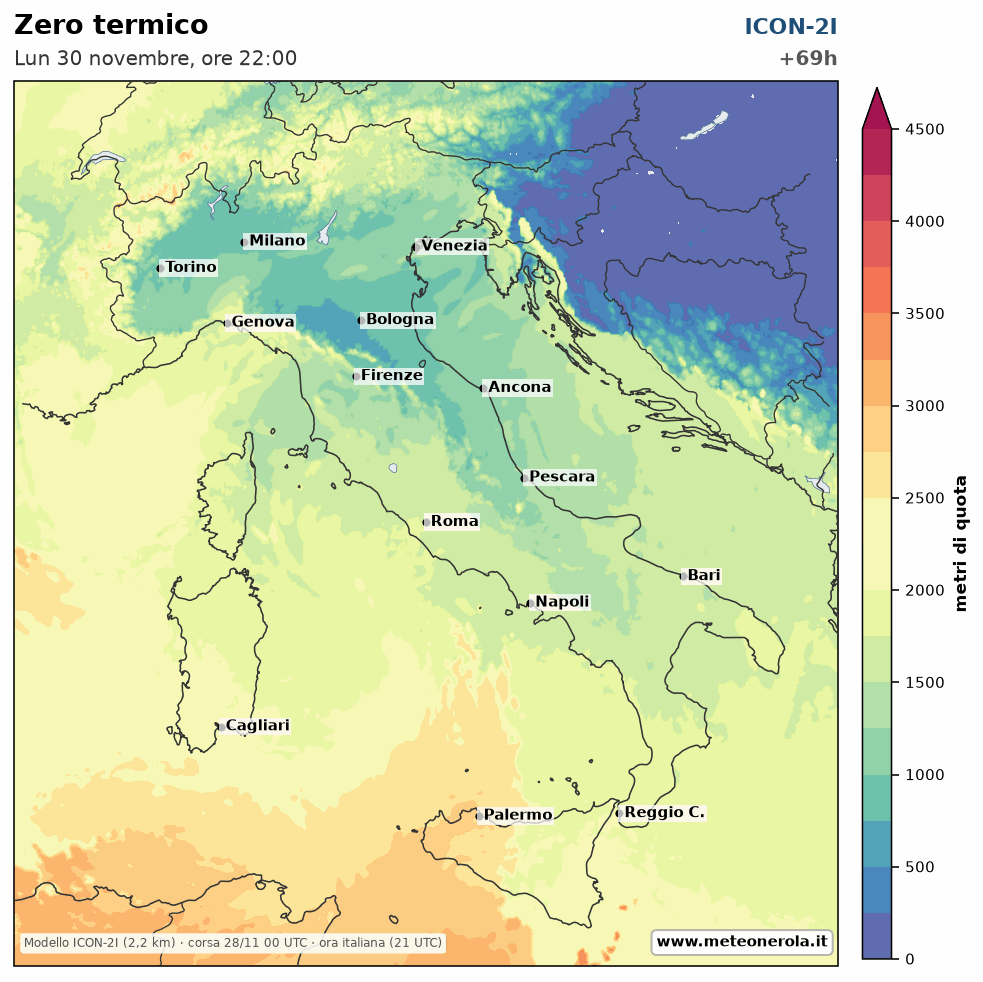 Zero termico
ICON-2I
Lun 30 novembre, ore 22:00
+69h
4500
4000
3500
3000
2500
2000
1500
1000
500
0
metri di quota
Milano
Venezia
Torino
Genova
Bologna
Firenze
Ancona
Pescara
Roma
Bari
Napoli
Cagliari
Palermo
Reggio C.
Modello ICON-2I (2,2 km) · corsa 28/11 00 UTC · ora italiana (21 UTC)
www.meteonerola.it